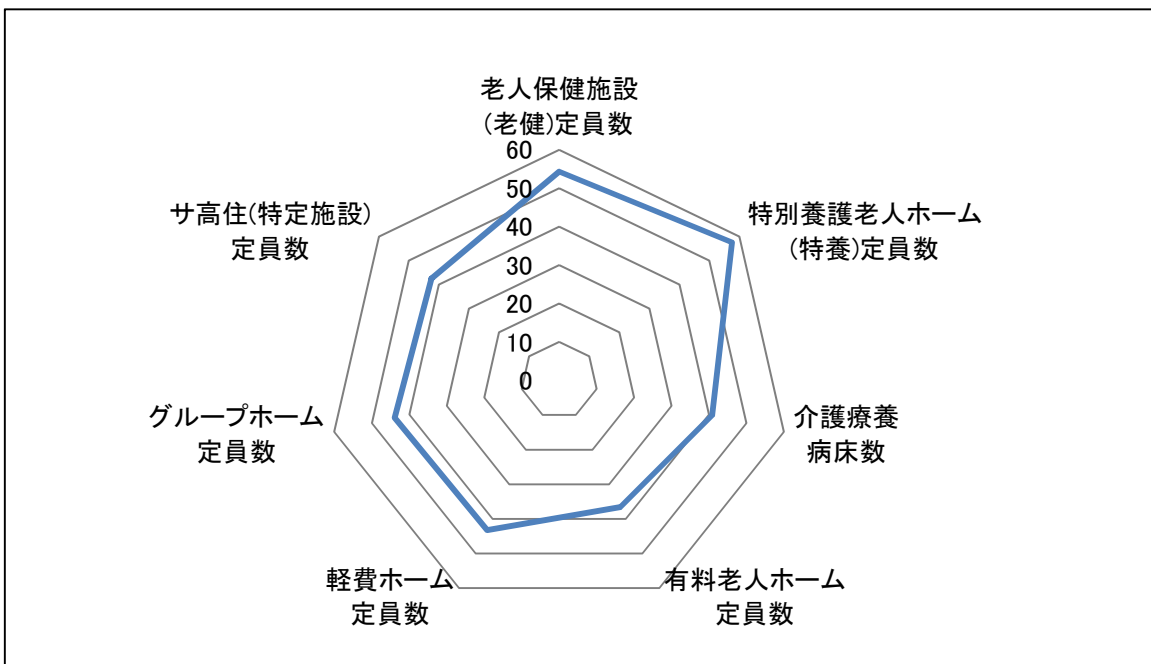 老人保健施設
(老健)定員数
60
50
40
30
20
10
0
特別養護老人ホーム
(特養)定員数
介護療養
病床数
有料老人ホーム
定員数
軽費ホーム
定員数
グループホーム
定員数
サ高住(特定施設)
定員数